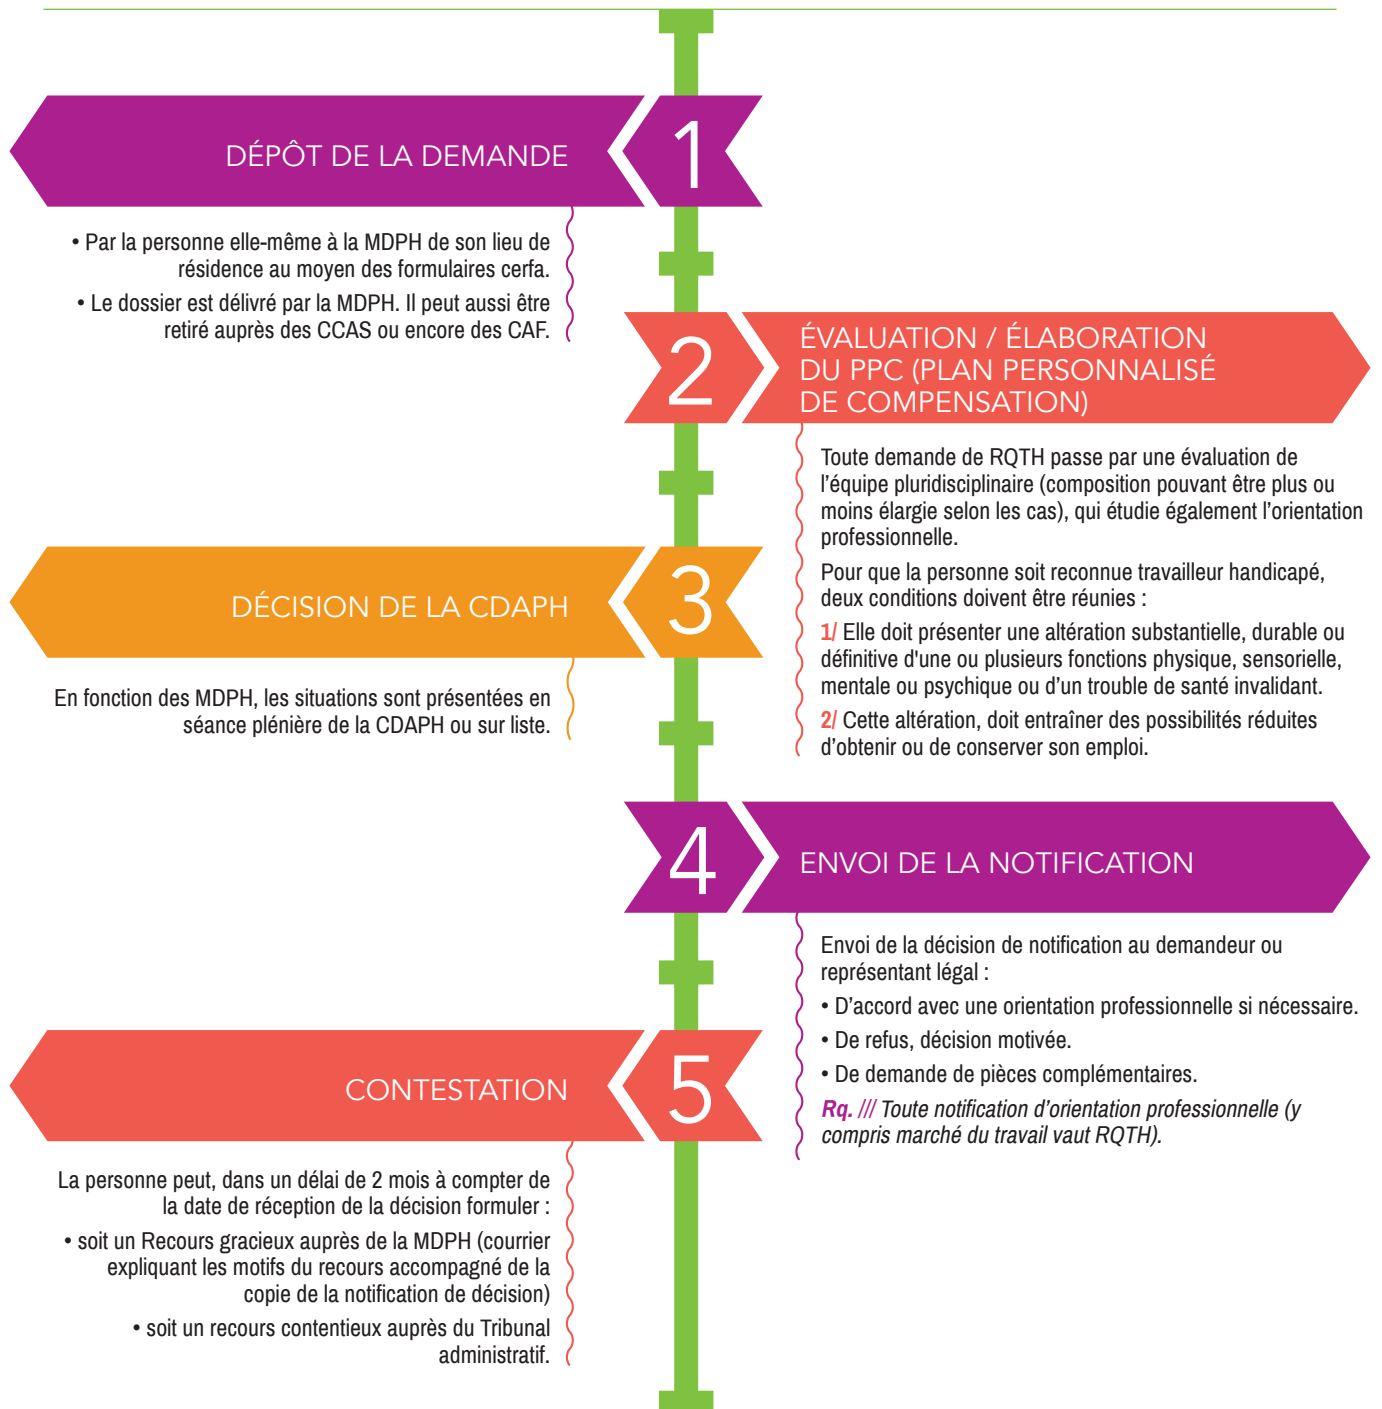 1
DÉPÔT DE LA DEMANDE
• Par la personne elle-même à la MDPH de son lieu de
résidence au moyen des formulaires cerfa.
• Le dossier est délivré par la MDPH. Il peut aussi être
retiré auprès des CCAS ou encore des CAF.
2
ÉVALUATION / ÉLABORATION
DU PPC (PLAN PERSONNALISÉ
DE COMPENSATION)
Toute demande de RQTH passe par une évaluation de
l’équipe pluridisciplinaire (composition pouvant être plus ou
moins élargie selon les cas), qui étudie également l’orientation
professionnelle.
Pour que la personne soit reconnue travailleur handicapé,
deux conditions doivent être réunies :
1/ Elle doit présenter une altération substantielle, durable ou
définitive d'une ou plusieurs fonctions physique, sensorielle,
mentale ou psychique ou d’un trouble de santé invalidant.
2/ Cette altération, doit entraîner des possibilités réduites
d’obtenir ou de conserver son emploi.
3
DÉCISION DE LA CDAPH
En fonction des MDPH, les situations sont présentées en
séance plénière de la CDAPH ou sur liste.
4
ENVOI DE LA NOTIFICATION
Envoi de la décision de notification au demandeur ou
représentant légal :
• D’accord avec une orientation professionnelle si nécessaire.
• De refus, décision motivée.
• De demande de pièces complémentaires.
Rq. /// Toute notification d’orientation professionnelle (y
compris marché du travail vaut RQTH).
5
CONTESTATION
La personne peut, dans un délai de 2 mois à compter de
la date de réception de la décision formuler :
• soit un Recours gracieux auprès de la MDPH (courrier
expliquant les motifs du recours accompagné de la
copie de la notification de décision)
• soit un recours contentieux auprès du Tribunal
administratif.